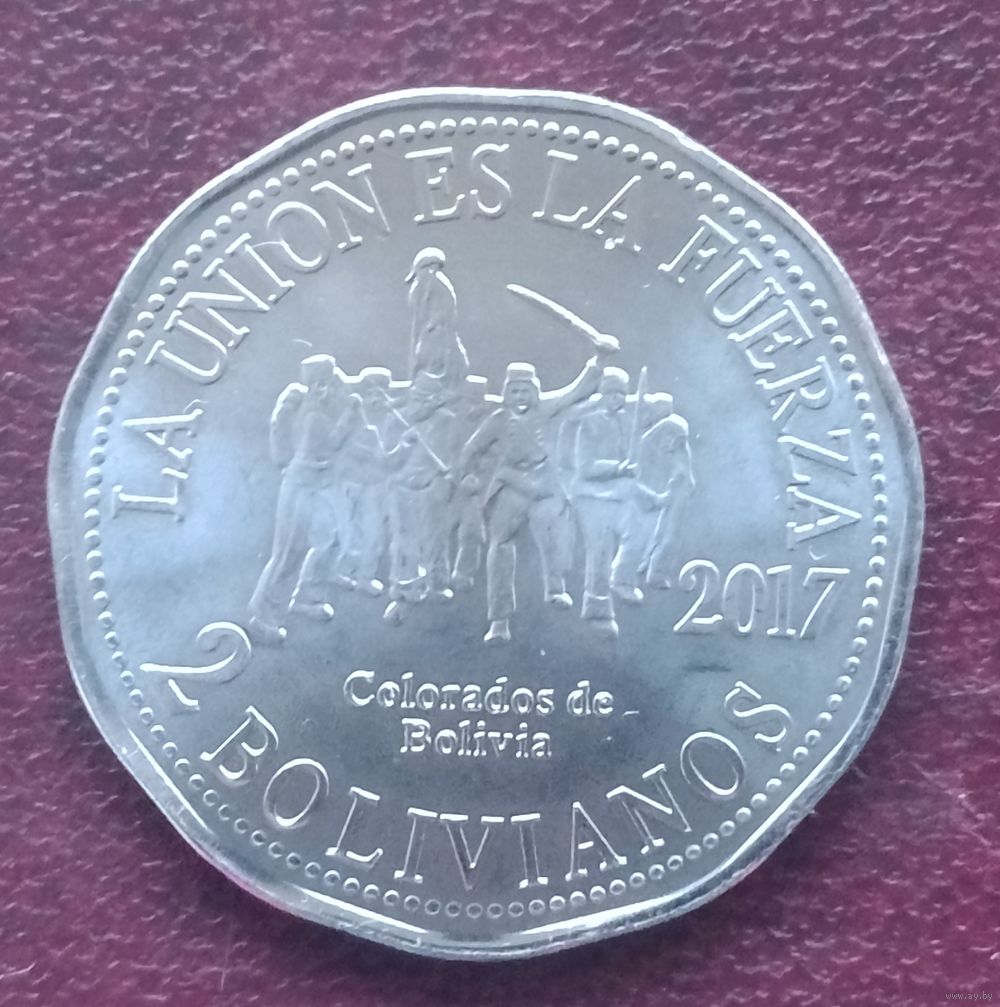 LA UNION ES LA FUERZA
2017
Colorados de
Bolivia
2 BOLIVIANOS
www.ay.by